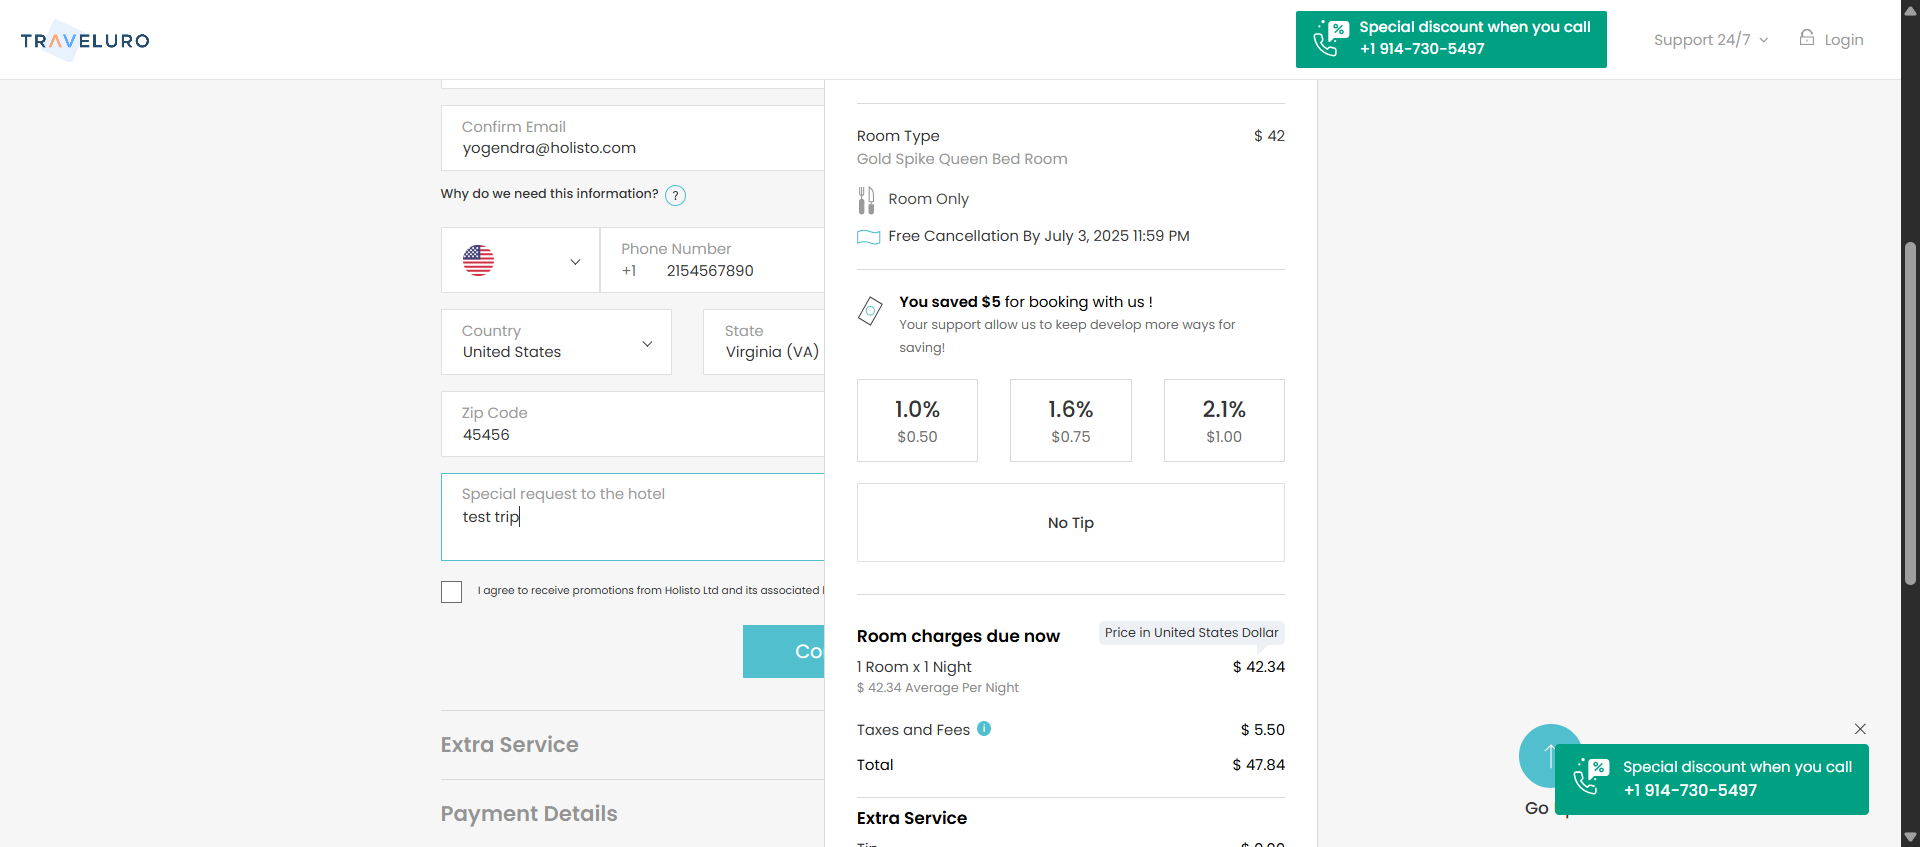 TRAVELURO
Special discount when you call
+1 914-730-5497
Support 24/7
Login
Confirm Email
yogendra@holisto.com
Why do we need this information? ?
Phone Number
+1 2154567890
Country
United States
State
Virginia (VA)
Zip Code
45456
Special request to the hotel
test trip
I agree to receive promotions from Holisto Ltd and its associated
Co
Extra Service
Payment Details
Room Type $ 42
Gold Spike Queen Bed Room
Room Only
Free Cancellation By July 3, 2025 11:59 PM
You saved $5 for booking with us !
Your support allow us to keep develop more ways for
saving!
1.0%
$0.50
1.6%
$0.75
2.1%
$1.00
No Tip
Room charges due now
Price in United States Dollar
1 Room x 1 Night $ 42.34
$ 42.34 Average Per Night
Taxes and Fees i $ 5.50
Total $ 47.84
Extra Service
%
Special discount when you call
+1 914-730-5497
Go